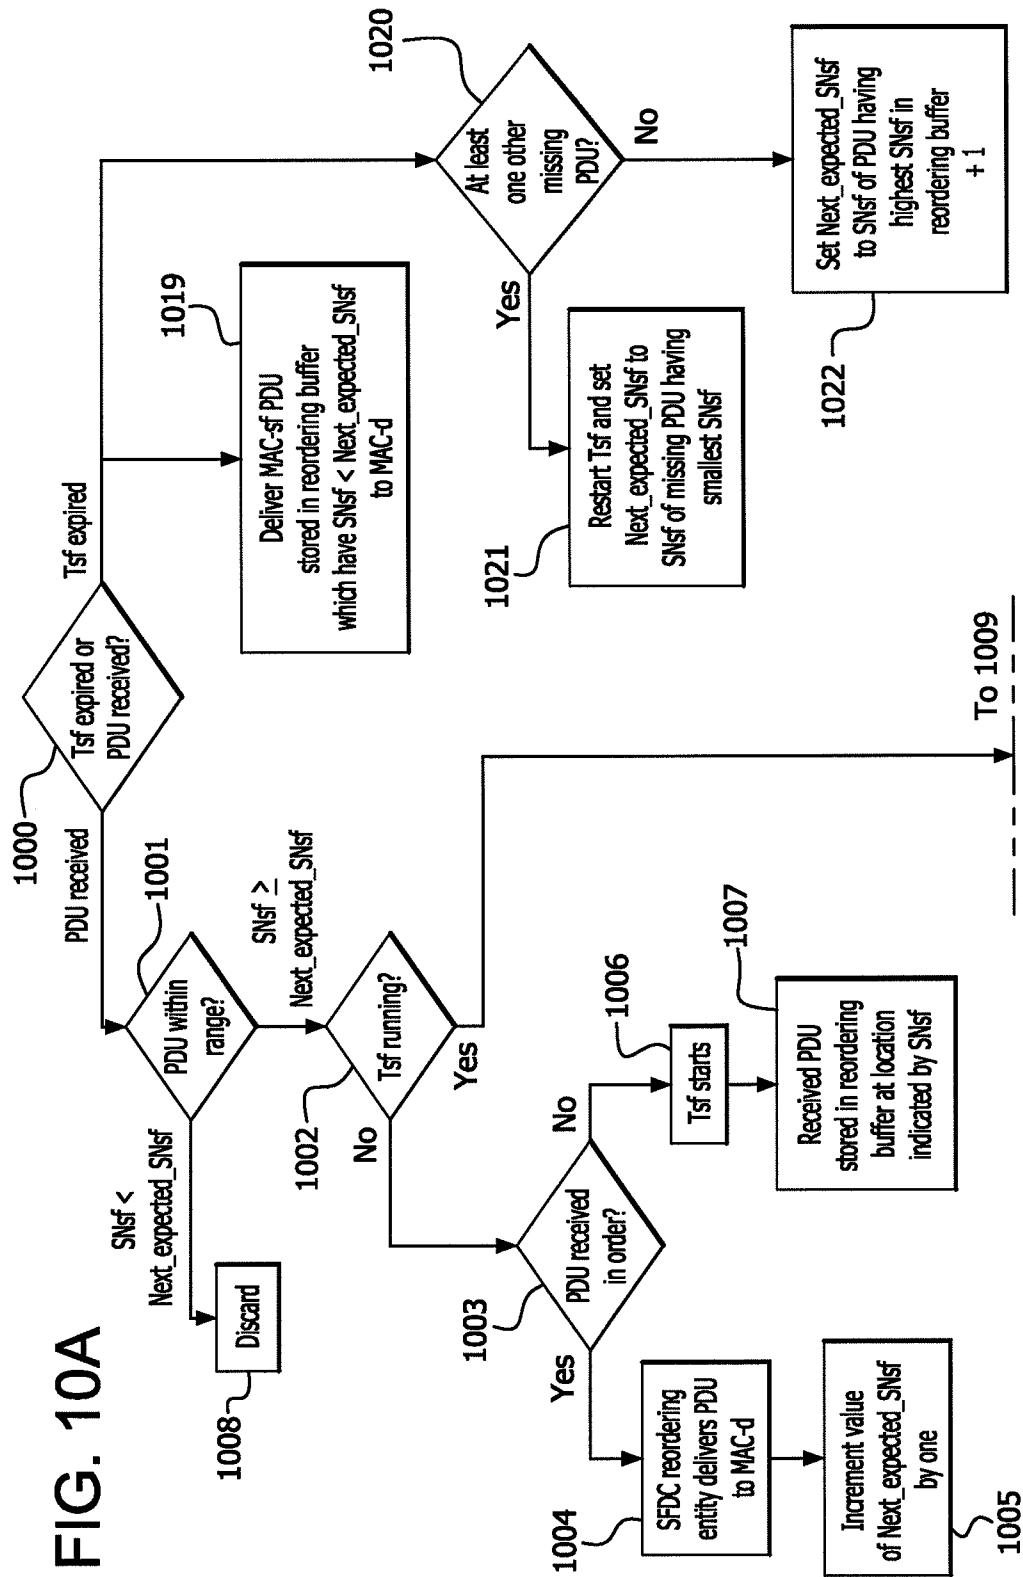 FIG. 10A
1000
Tsf expired or
PDU received?
PDU received
Tsf expired
1001
PDU within
range?
SNsf <
Next_expected_SNsf
1008
Discard
SNsf ≥
Next_expected_SNsf
1002
Tsf running?
No
Yes
To 1009
1003
PDU received
in order?
Yes
No
1004
SFDC reordering
entity delivers PDU
to MAC-d
1005
Increment value
of Next_expected_SNsf
by one
1006
Tsf starts
1007
Received PDU
stored in reordering
buffer at location
indicated by SNsf
1019
Deliver MAC-sf PDU
stored in reordering buffer
which have SNsf < Next_expected_SNsf
to MAC-d
1020
At least
one other
missing
PDU?
Yes
No
1021
Restart Tsf and set
Next_expected_SNsf to
SNsf of missing PDU having
smallest SNsf
1022
Set Next_expected_SNsf
to SNsf of PDU having
highest SNsf in
reordering buffer
+ 1